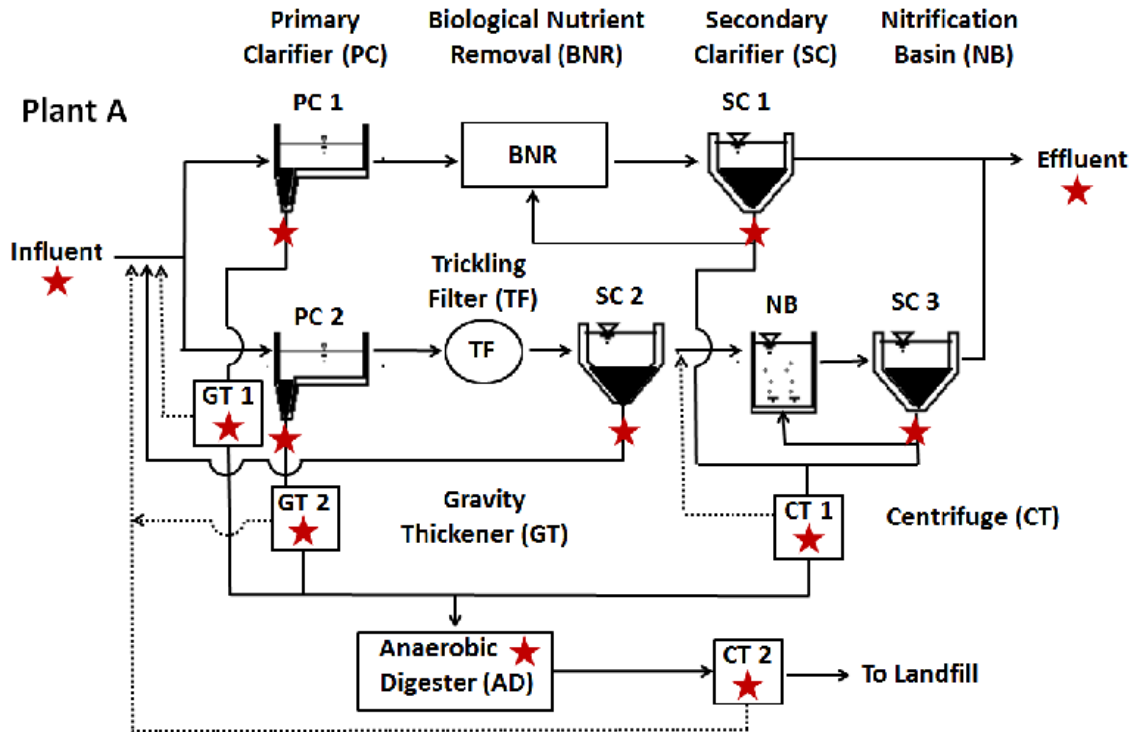 Primary
Clarifier (PC)
Biological Nutrient
Removal (BNR)
Secondary
Clarifier (SC)
Nitrification
Basin (NB)
Plant A
PC 1
BNR
SC 1
Effluent
Influent
Trickling
Filter (TF)
PC 2
TF
SC 2
NB
SC 3
GT 1
GT 2
Gravity
Thickener (GT)
CT 1
Centrifuge (CT)
Anaerobic
Digester (AD)
CT 2
To Landfill